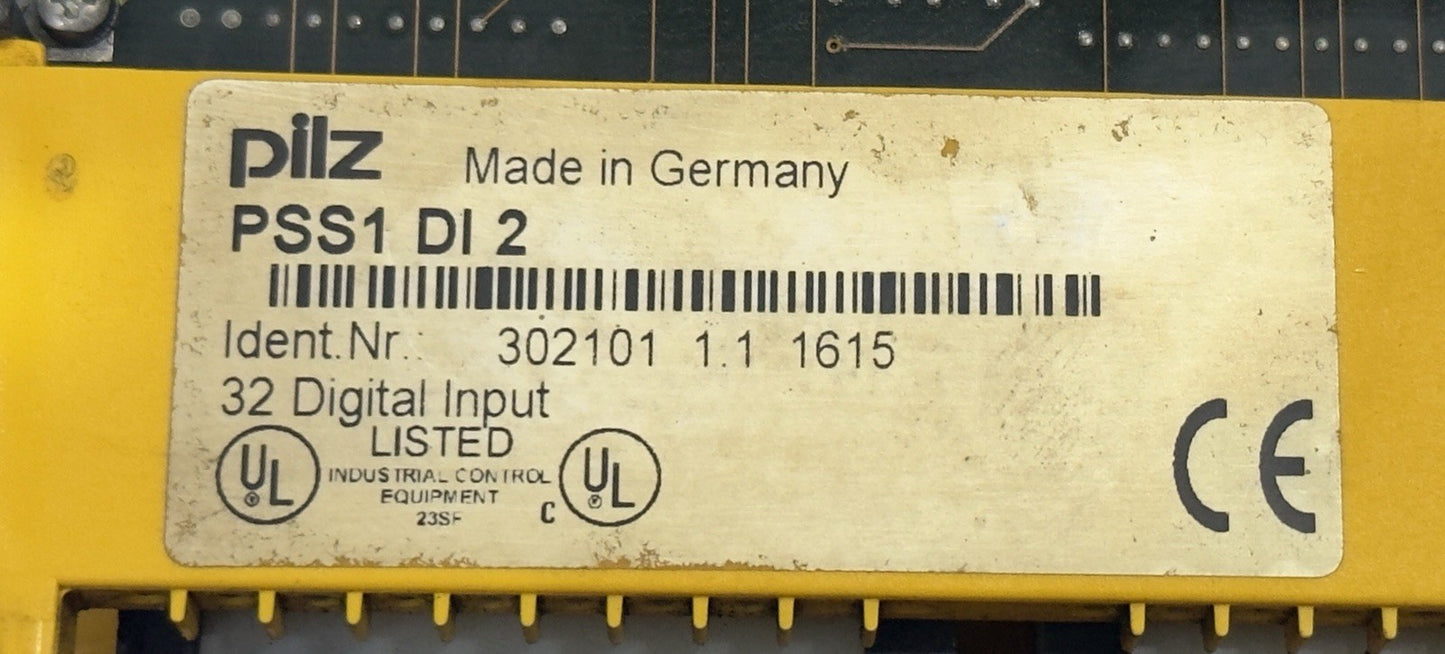 pilz Made in Germany
PSS1 DI 2
Ident.Nr.: 302101 1.1 1615
32 Digital Input
LISTED
UL INDUSTRIAL CONTROL UL
EQUIPMENT
23SF C
CE